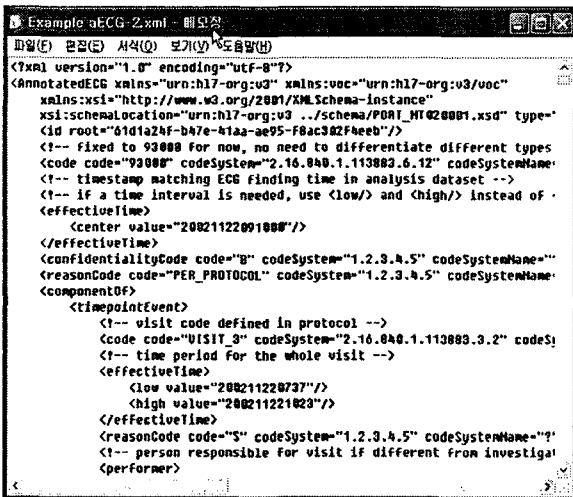 Example aECG-2.xml - 메모장
파일(F) 편집(E) 서식(O) 보기(V) 도움말(H)
<?xml version="1.0" encoding="utf-8"?>
<AnnotatedECG xmlns="urn:hl7-org:v3" xmlns:voc="urn:hl7-org:v3/voc"
xmlns:xsi="http://www.w3.org/2001/XMLSchema-instance"
xsi:schemaLocation="urn:hl7-org:v3 ../schema/PORT_MT020001.xsd" type="
<id root="61d1a24f-b47e-41aa-ae95-f8ac302f4eeb"/>
<!-- fixed to 93000 for now, no need to differentiate different types
<code code="93000" codeSystem="2.16.840.1.113883.6.12" codeSystemName=
<!-- timestamp matching ECG finding time in analysis dataset -->
<!-- if a time interval is needed, use <low/> and <high/> instead of
<effectiveTime>
<center value="20021122091000"/>
</effectiveTime>
<confidentialityCode code="B" codeSystem="1.2.3.4.5" codeSystemName="
<reasonCode code="PER_PROTOCOL" codeSystem="1.2.3.4.5" codeSystemName=
<componentOf>
<timepointEvent>
<!-- visit code defined in protocol -->
<code code="VISIT_3" codeSystem="2.16.840.1.113883.3.2" codeSy
<!-- time period for the whole visit -->
<effectiveTime>
<low value="200211220737"/>
<high value="200211221023"/>
</effectiveTime>
<reasonCode code="S" codeSystem="1.2.3.4.5" codeSystemName="?"
<!-- person responsible for visit if different from investigat
<performer>